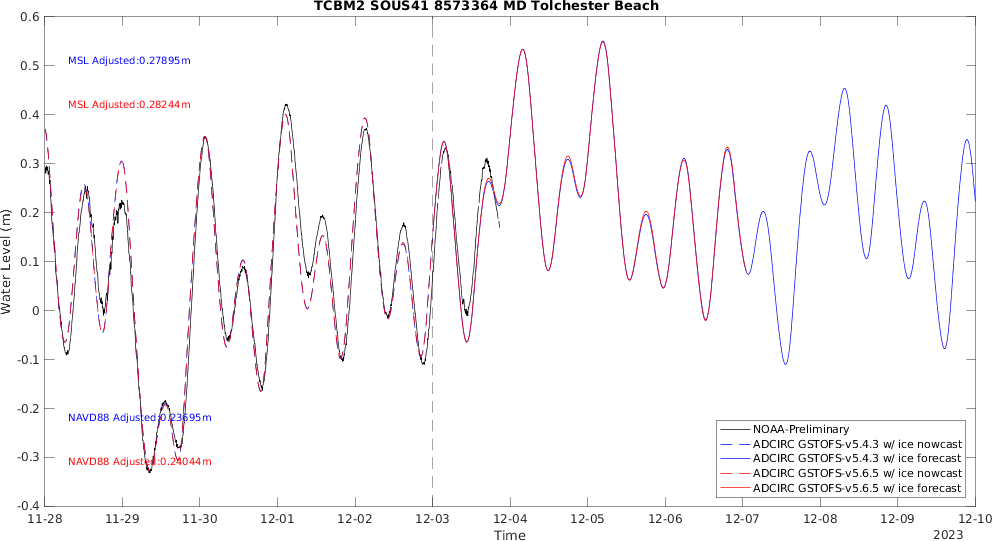 TCBM2 SOUS41 8573364 MD Tolchester Beach
Water Level (m)
0.6
0.5
0.4
0.3
0.2
0.1
0
-0.1
-0.2
-0.3
-0.4
MSL Adjusted:0.27895m
MSL Adjusted:0.28244m
NAVD88 Adjusted:0.23695m
NAVD88 Adjusted:0.24044m
NOAA-Preliminary
ADCIRC GSTOFS-v5.4.3 w/ ice nowcast
ADCIRC GSTOFS-v5.4.3 w/ ice forecast
ADCIRC GSTOFS-v5.6.5 w/ ice nowcast
ADCIRC GSTOFS-v5.6.5 w/ ice forecast
11-28 11-29 11-30 12-01 12-02 12-03 12-04 12-05 12-06 12-07 12-08 12-09 12-10
Time
2023